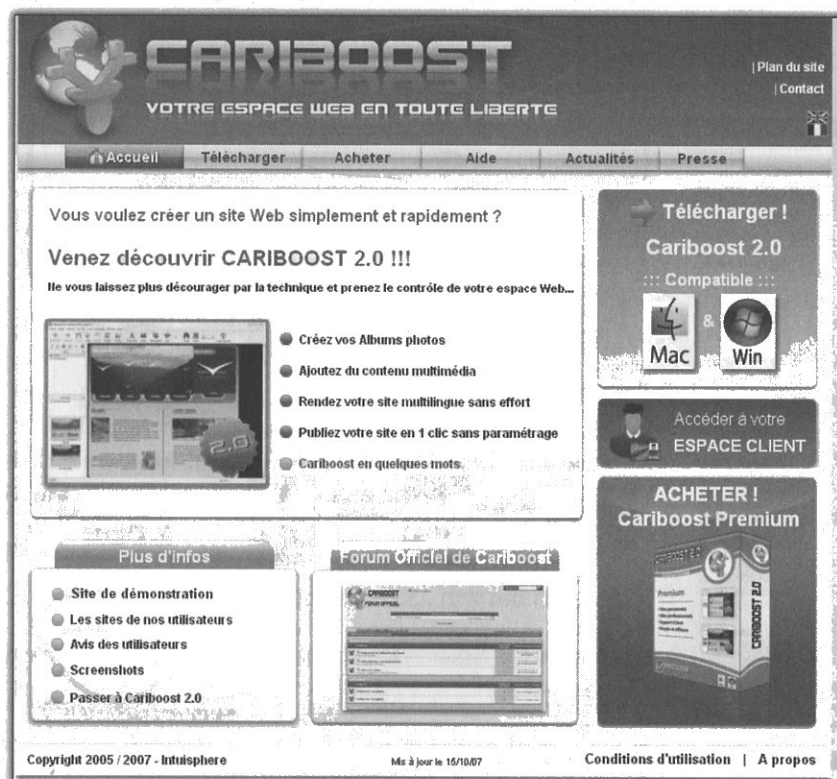 CARIBOOST
VOTRE ESPACE WEB EN TOUTE LIBERTE
| Plan du site
| Contact
Accueil
Télécharger
Acheter
Aide
Actualités
Presse
Vous voulez créer un site Web simplement et rapidement ?
Venez découvrir CARIBOOST 2.0 !!!
Ne vous laissez plus décourager par la technique et prenez le contrôle de votre espace Web...
2.0
Créez vos Albums photos
Ajoutez du contenu multimédia
Rendez votre site multilingue sans effort
Publiez votre site en 1 clic sans paramétrage
Cariboost en quelques mots.
Télécharger !
Cariboost 2.0
::: Compatible :::
Mac
&
Win
Accéder à votre
ESPACE CLIENT
ACHETER !
Cariboost Premium
CARIBOOST 2.0
Premium
CARIBOOST 2.0
Plus d'infos
Site de démonstration
Les sites de nos utilisateurs
Avis des utilisateurs
Screenshots
Passer à Cariboost 2.0
Forum Officiel de Cariboost
CARIBOOST
FORUM OFFICIEL
Copyright 2005 / 2007 - Intuisphere
Mis à jour le 15/10/07
Conditions d'utilisation | A propos